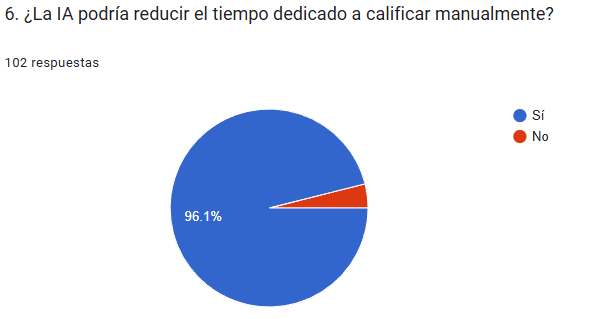 6. ¿La IA podría reducir el tiempo dedicado a calificar manualmente?
102 respuestas
Sí
No
96.1%